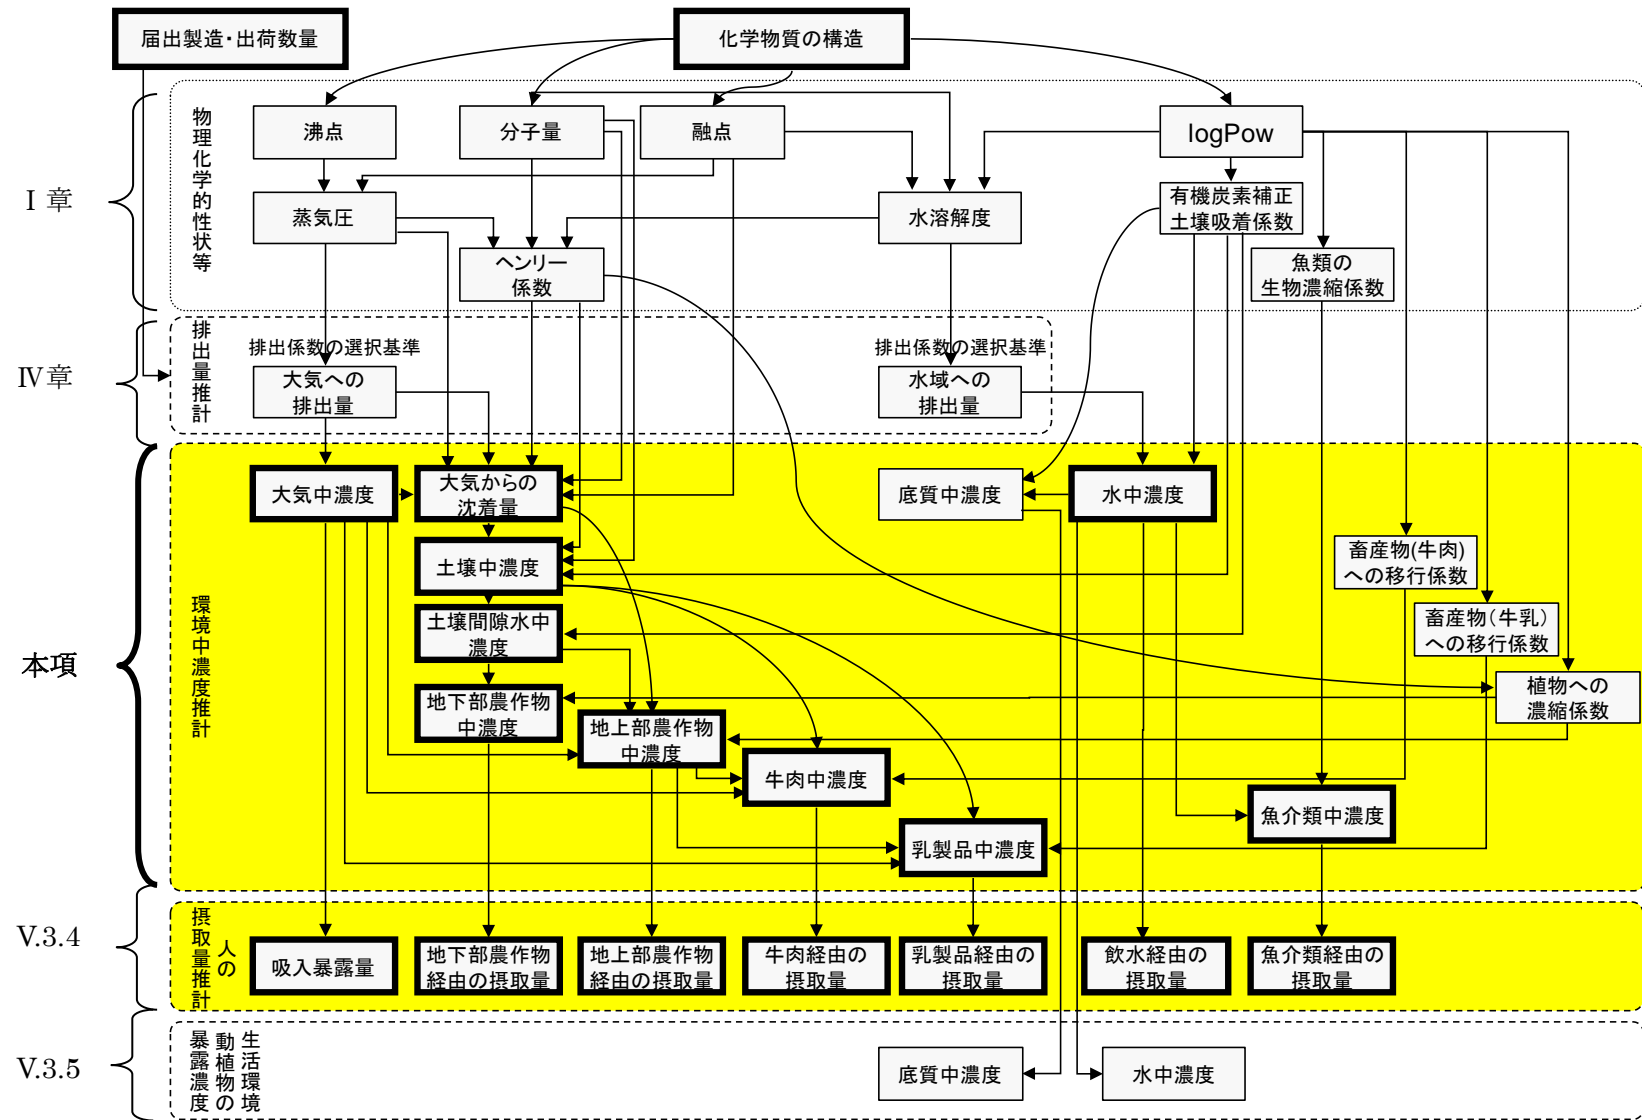 届出製造・出荷数量
化学物質の構造
Ⅰ 章
物理化学的性状等
沸点
分子量
融点
logPow
蒸気圧
水溶解度
有機炭素補正
土壌吸着係数
ヘンリー
係数
魚類の
生物濃縮係数
Ⅳ章
排出量推計
排出係数の選択基準
排出係数の選択基準
大気への
排出量
水域への
排出量
本項
環境中濃度推計
大気中濃度
大気からの
沈着量
底質中濃度
水中濃度
土壌中濃度
畜産物(牛肉)
への移行係数
土壌間隙水中
濃度
畜産物(牛乳)
への移行係数
地下部農作物
中濃度
植物への
濃縮係数
地上部農作物
中濃度
牛肉中濃度
魚介類中濃度
乳製品中濃度
V.3.4
人の
摂取量推計
吸入暴露量
地下部農作物
経由の摂取量
地上部農作物
経由の摂取量
牛肉経由の
摂取量
乳製品経由の
摂取量
飲水経由の
摂取量
魚介類経由の
摂取量
V.3.5
生活環境
動植物の
暴露濃度
底質中濃度
水中濃度